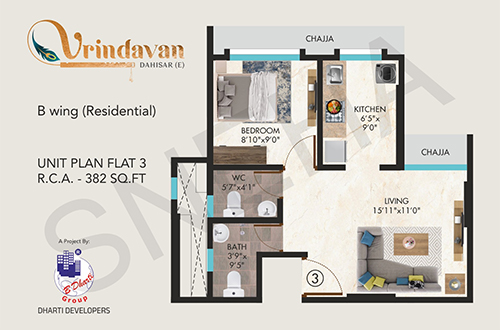 Vrindavan
DAHISAR (E)
B wing (Residential)
UNIT PLAN FLAT 3
R.C.A. - 382 SQ.FT
A Project By:
B Dharti
Group
DHARTI DEVELOPERS
CHAJJA
BEDROOM
8'10"x9'0"
KITCHEN
6'5"x
9'0"
CHAJJA
WC
5'7"x4'1"
LIVING
15'11"x11'0"
BATH
3'9"x
9'5"
3
SNEHA